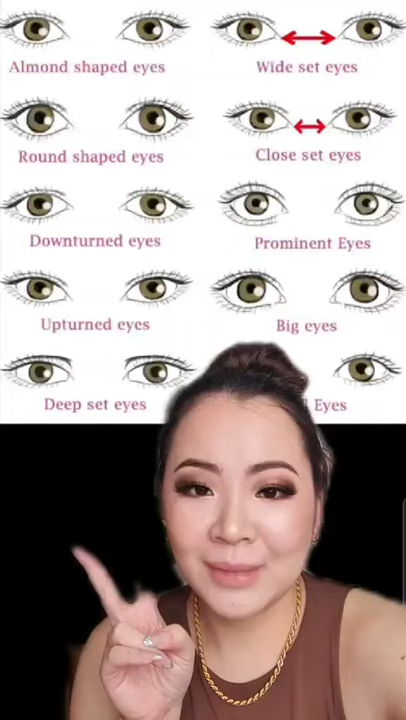 Almond shaped eyes
Wide set eyes
Round shaped eyes
Close set eyes
Downturned eyes
Prominent Eyes
Upturned eyes
Big eyes
Deep set eyes
Eyes